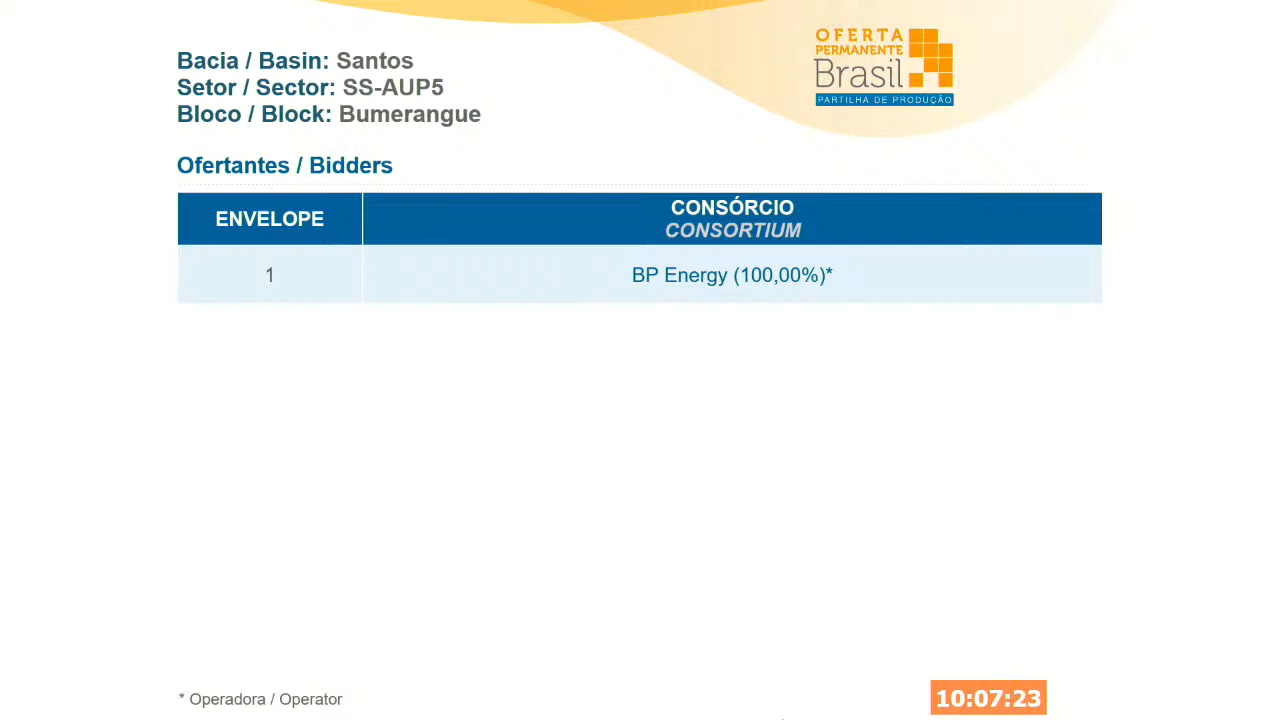 Bacia / Basin: Santos
Setor / Sector: SS-AUP5
Bloco / Block: Bumerangue
OFERTA
PERMANENTE
Brasil
PARTILHA DE PRODUÇÃO
Ofertantes / Bidders
ENVELOPE
CONSÓRCIO
CONSORTIUM
1
BP Energy (100,00%)*
* Operadora / Operator
10:07:23